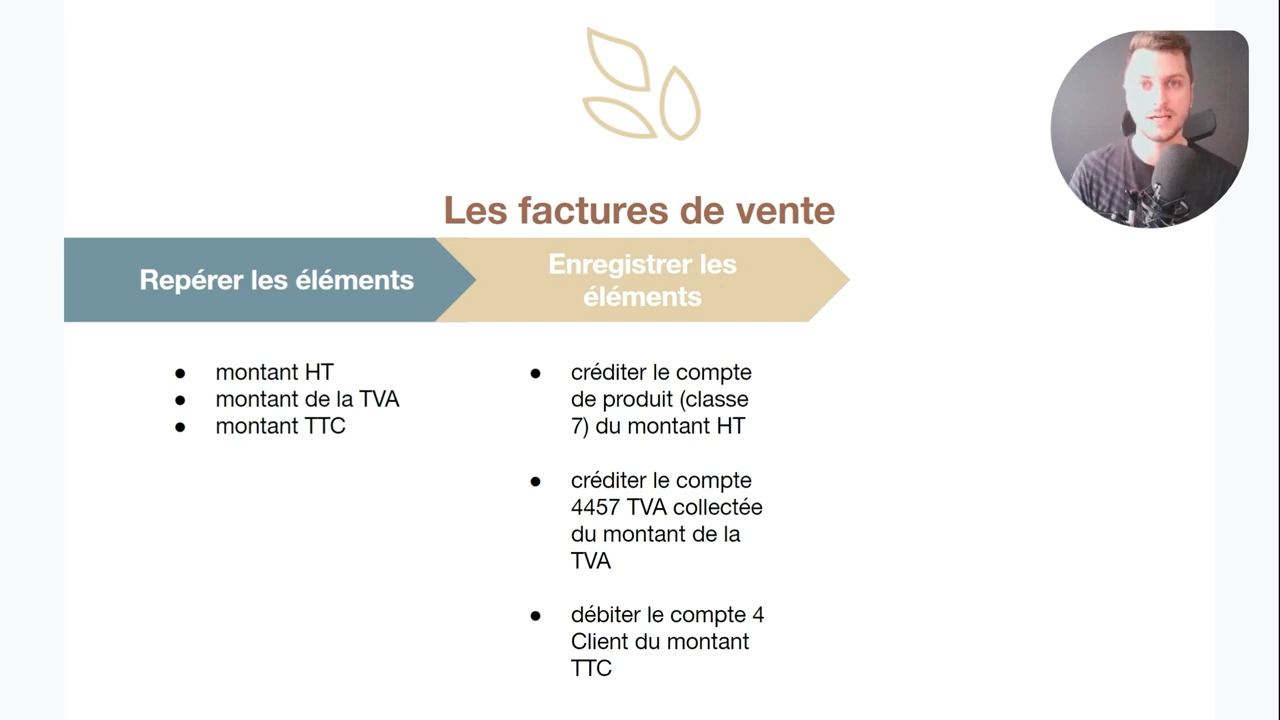 Les factures de vente
Repérer les éléments
Enregistrer les
éléments
montant HT
montant de la TVA
montant TTC
créditer le compte
de produit (classe
7) du montant HT
créditer le compte
4457 TVA collectée
du montant de la
TVA
débiter le compte 4
Client du montant
TTC